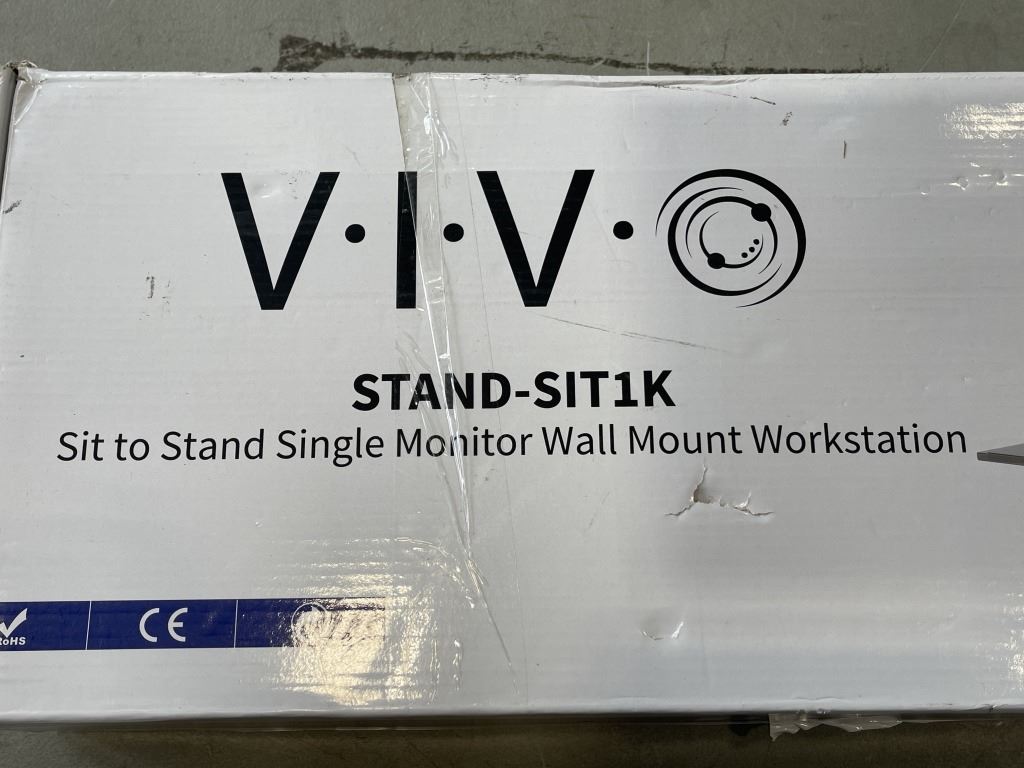 V·I·V·O
STAND-SIT1K
Sit to Stand Single Monitor Wall Mount Workstation
RoHS
CE